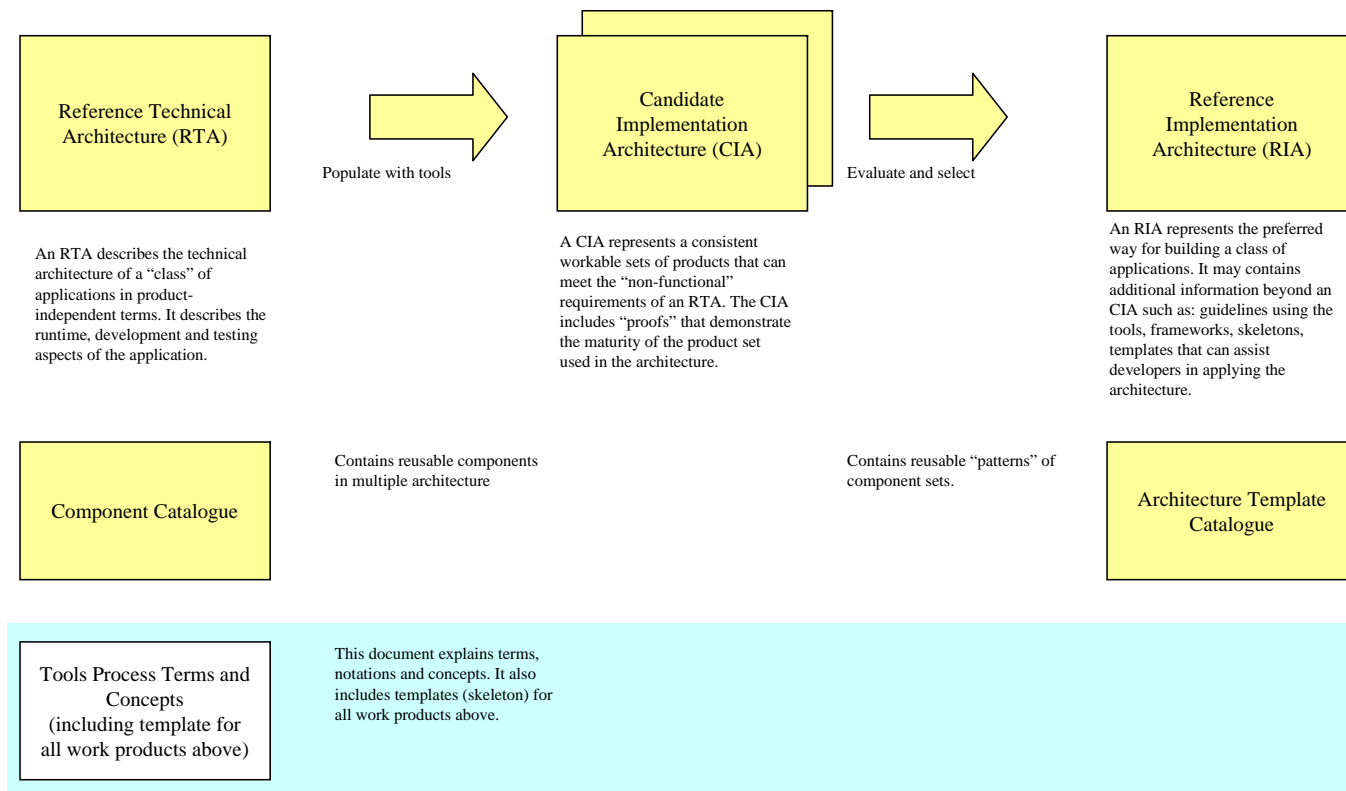 Reference Technical
Architecture (RTA)
Populate with tools
Candidate
Implementation
Architecture (CIA)
Evaluate and select
Reference
Implementation
Architecture (RIA)
An RTA describes the technical
architecture of a “class” of
applications in product-
independent terms. It describes the
runtime, development and testing
aspects of the application.
A CIA represents a consistent
workable sets of products that can
meet the “non-functional”
requirements of an RTA. The CIA
includes “proofs” that demonstrate
the maturity of the product set
used in the architecture.
An RIA represents the preferred
way for building a class of
applications. It may contains
additional information beyond an
CIA such as: guidelines using the
tools, frameworks, skeletons,
templates that can assist
developers in applying the
architecture.
Component Catalogue
Contains reusable components
in multiple architecture
Contains reusable “patterns” of
component sets.
Architecture Template
Catalogue
Tools Process Terms and
Concepts
(including template for
all work products above)
This document explains terms,
notations and concepts. It also
includes templates (skeleton) for
all work products above.